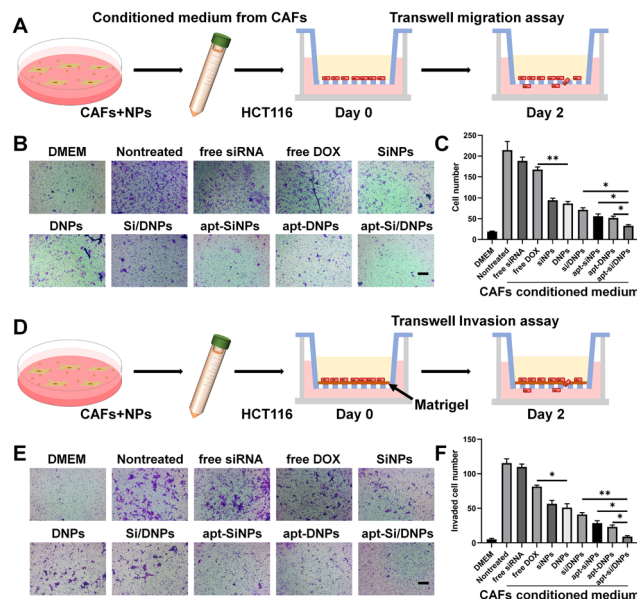 A
Conditioned medium from CAFs
Transwell migration assay
CAFs+NPs
HCT116
Day 0
Day 2
B
DMEM
Nontreated
free siRNA
free DOX
SiNPs
DNPs
Si/DNPs
apt-SiNPs
apt-DNPs
apt-Si/DNPs
C
Cell number
250
200
150
100
50
0
**
*
*
*
DMEM
Nontreated
free siRNA
free DOX
siNPs
DNPs
si/DNPs
apt-siNPs
apt-DNPs
apt-si/DNPs
CAFs conditioned medium
D
Transwell Invasion assay
CAFs+NPs
HCT116
Day 0
Matrigel
Day 2
E
DMEM
Nontreated
free siRNA
free DOX
SiNPs
DNPs
Si/DNPs
apt-SiNPs
apt-DNPs
apt-Si/DNPs
F
Invaded cell number
150
100
50
0
*
**
*
*
DMEM
Nontreated
free siRNA
free DOX
siNPs
DNPs
si/DNPs
apt-siNPs
apt-DNPs
apt-si/DNPs
CAFs conditioned medium